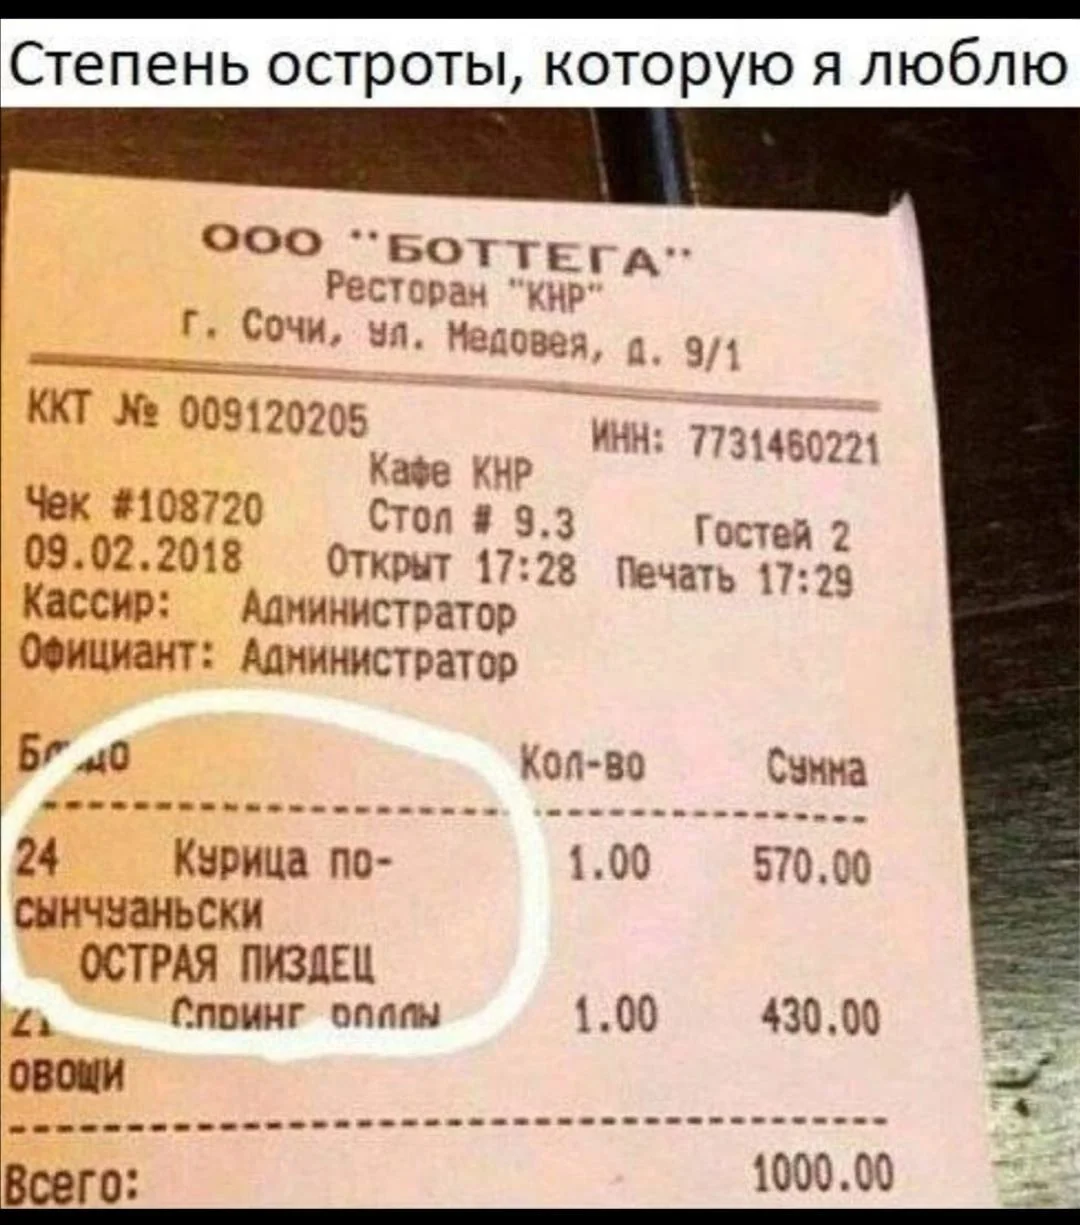 Степень остроты, которую я люблю
ООО "БОТТЕГА"
Ресторан "КНР"
г. Сочи, ул. Медовея, д. 9/1
ККТ № 009120205 ИНН: 7731460221
Кафе КНР
Чек #108720 Стол # 9.3 Гостей 2
09.02.2018 Открыт 17:28 Печать 17:29
Кассир: Администратор
Официант: Администратор
Блюдо Кол-во Сумма
24 Курица по- 1.00 570.00
сынчуаньски
ОСТРАЯ ПИЗДЕЦ
Спринг роллы 1.00 430.00
овощи
Всего: 1000.00